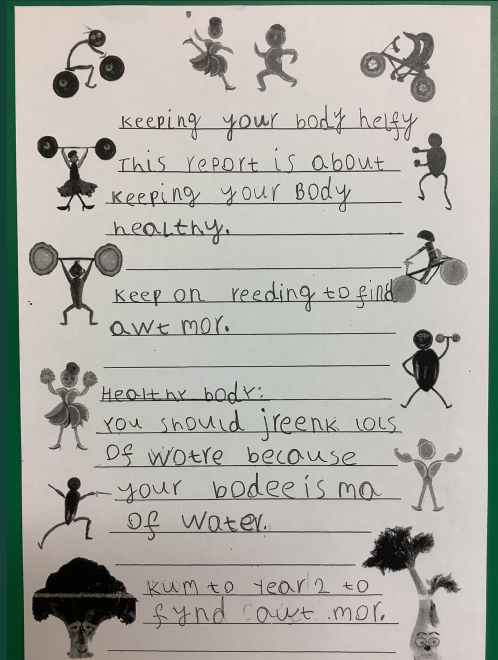 keeping your body helfy
This report is about
keeping your Body
healthy.
keep on reeding to find
awt mor.
Healthy body:
You should jreenk lots
Of wotre because
your bodee is ma
Of water.
kum to Year 2 to
fynd awt mor.